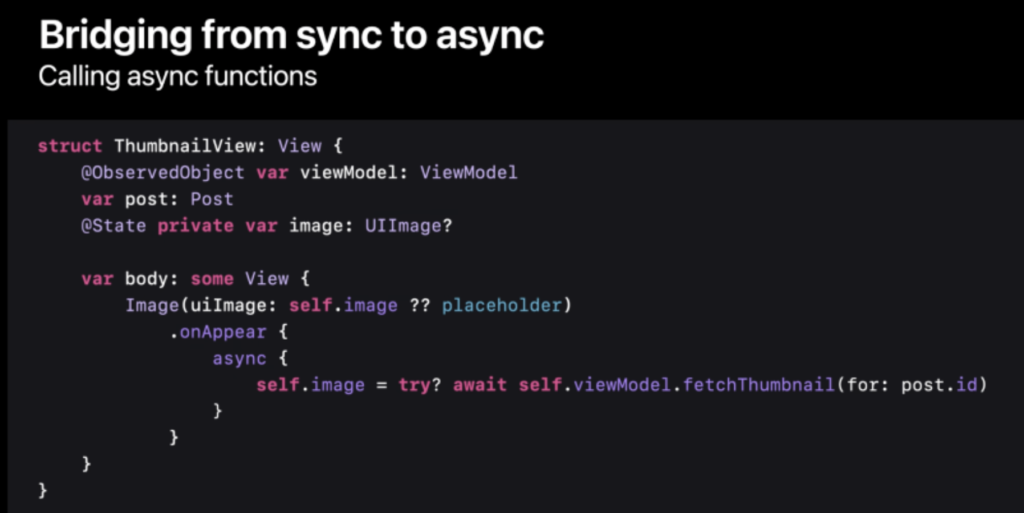 Bridging from sync to async
Calling async functions
struct ThumbnailView: View {
    @ObservedObject var viewModel: ViewModel
    var post: Post
    @State private var image: UIImage?

    var body: some View {
        Image(uiImage: self.image ?? placeholder)
            .onAppear {
                async {
                    self.image = try? await self.viewModel.fetchThumbnail(for: post.id)
                }
            }
    }
}